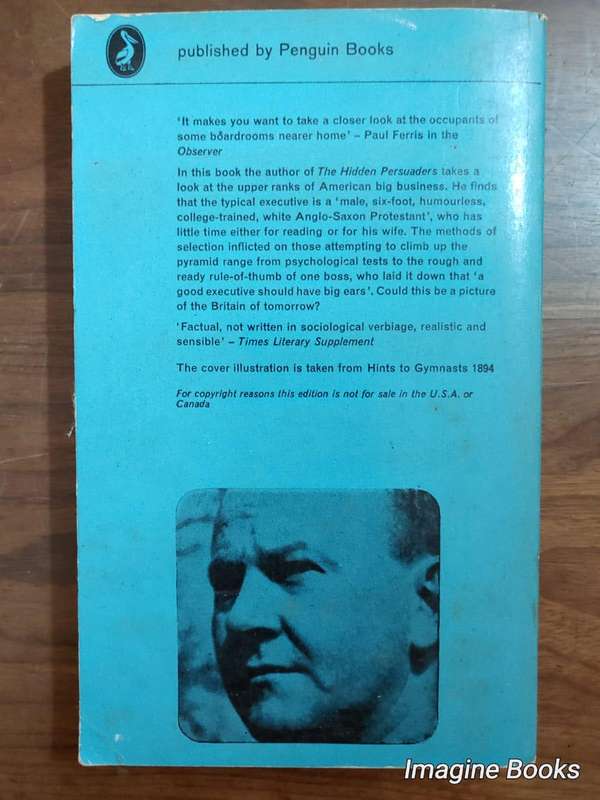 published by Penguin Books
'It makes you want to take a closer look at the occupants of
some boardrooms nearer home' – Paul Ferris in the
Observer
In this book the author of The Hidden Persuaders takes a
look at the upper ranks of American big business. He finds
that the typical executive is a 'male, six-foot, humourless,
college-trained, white Anglo-Saxon Protestant', who has
little time either for reading or for his wife. The methods of
selection inflicted on those attempting to climb up the
pyramid range from psychological tests to the rough and
ready rule-of-thumb of one boss, who laid it down that 'a
good executive should have big ears'. Could this be a picture
of the Britain of tomorrow?
'Factual, not written in sociological verbiage, realistic and
sensible' – Times Literary Supplement
The cover illustration is taken from Hints to Gymnasts 1894
For copyright reasons this edition is not for sale in the U.S.A. or
Canada
Imagine Books